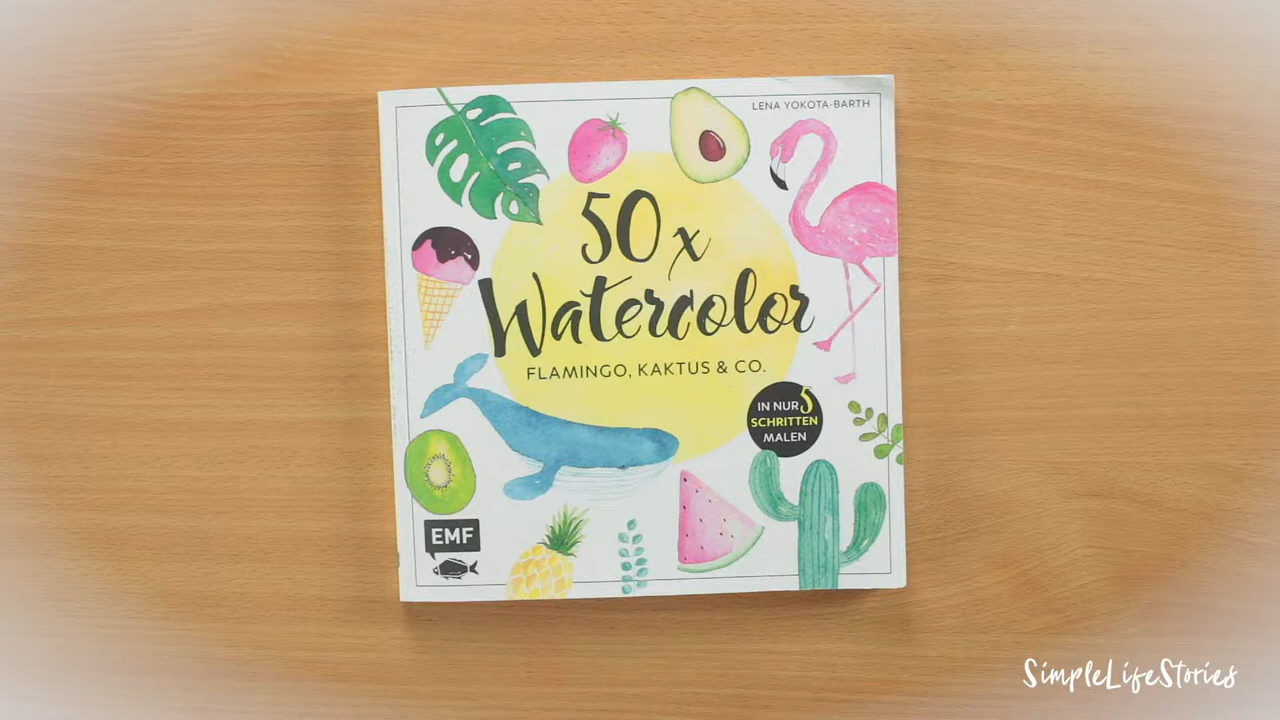 LENA YOKOTA-BARTH
50 x
Watercolor
FLAMINGO, KAKTUS & CO.
IN NUR 5
SCHRITTEN
MALEN
EMF
SimpleLifeStories